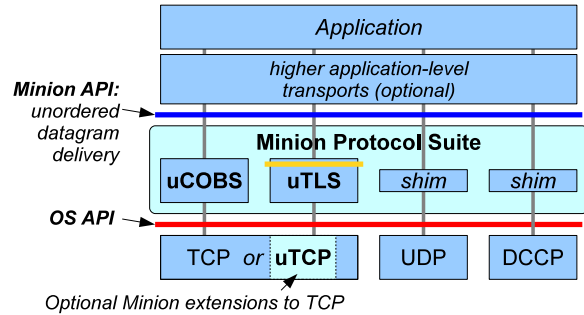 Application
higher application-level
transports (optional)
Minion API:
unordered
datagram
delivery
Minion Protocol Suite
uCOBS
uTLS
shim
shim
OS API
TCP or uTCP
UDP
DCCP
Optional Minion extensions to TCP